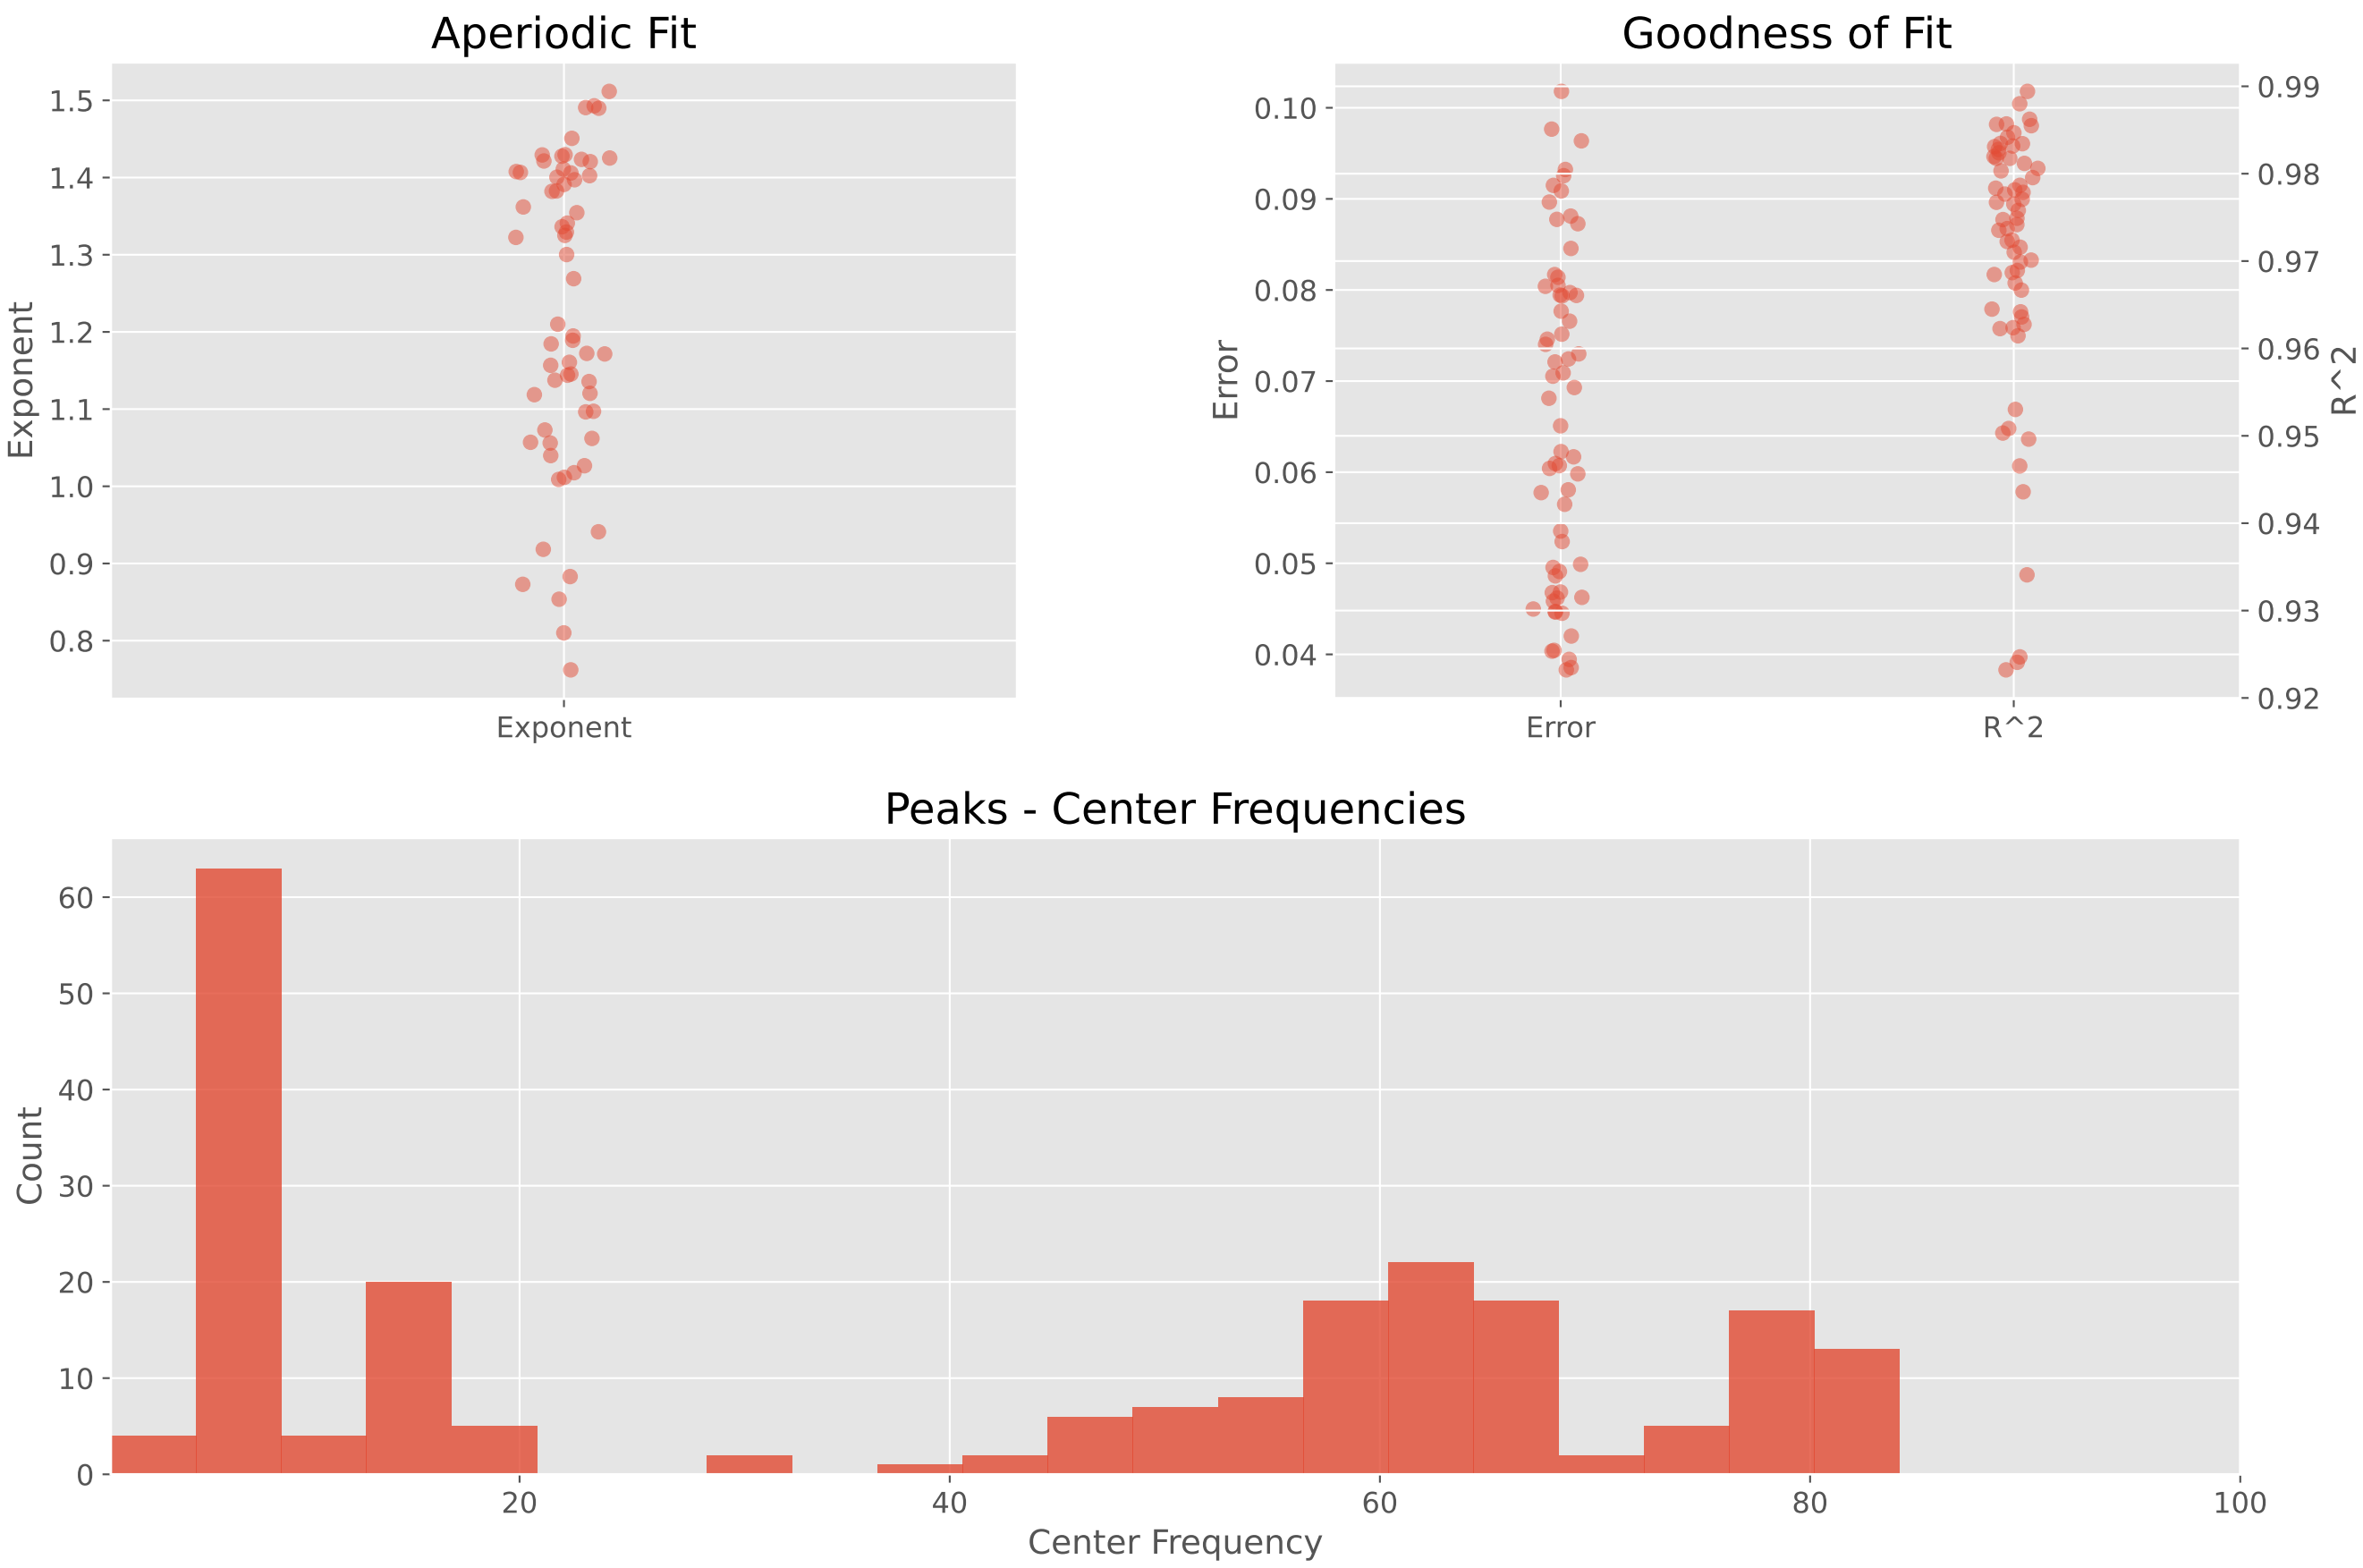 Aperiodic Fit
1.5
1.4
1.3
1.2
1.1
1.0
0.9
0.8
Exponent
Exponent
Goodness of Fit
0.10
0.09
0.08
0.07
0.06
0.05
0.04
Error
0.99
0.98
0.97
0.96
0.95
0.94
0.93
0.92
R^2
Error R^2
Peaks - Center Frequencies
60
50
40
30
20
10
0
Count
20 40 60 80 100
Center Frequency